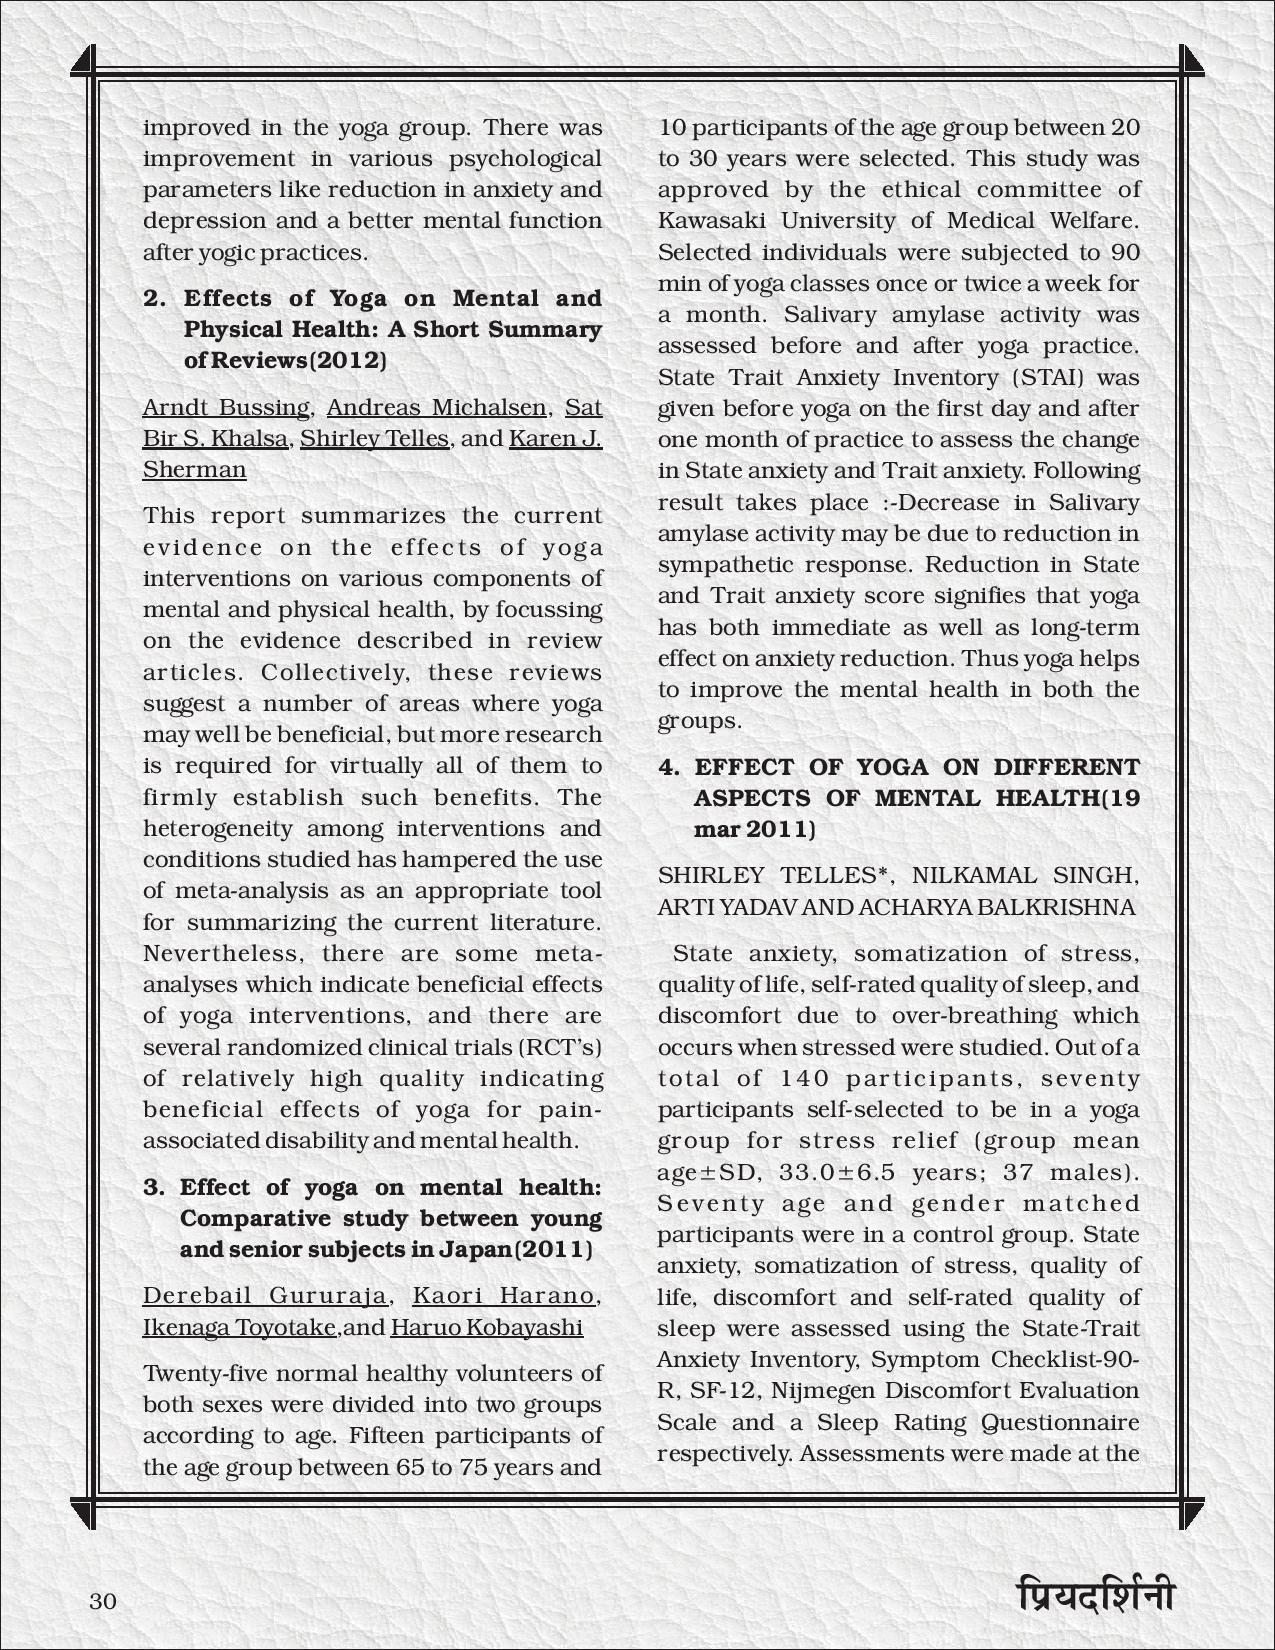 improved in the yoga group. There was
improvement in various psychological
parameters like reduction in anxiety and
depression and a better mental function
after yogic practices.
2. Effects of Yoga on Mental and
Physical Health: A Short Summary
of Reviews(2012)
Arndt Bussing, Andreas Michalsen, Sat
Bir S. Khalsa, Shirley Telles, and Karen J.
Sherman
This report summarizes the current
evidence on the effects of yoga
interventions on various components of
mental and physical health, by focussing
on the evidence described in review
articles. Collectively, these reviews
suggest a number of areas where yoga
may well be beneficial, but more research
is required for virtually all of them to
firmly establish such benefits. The
heterogeneity among interventions and
conditions studied has hampered the use
of meta-analysis as an appropriate tool
for summarizing the current literature.
Nevertheless, there are some meta-
analyses which indicate beneficial effects
of yoga interventions, and there are
several randomized clinical trials (RCT's)
of relatively high quality indicating
beneficial effects of yoga for pain-
associated disability and mental health.
3. Effect of yoga on mental health:
Comparative study between young
and senior subjects in Japan(2011)
Derebail Gururaja, Kaori Harano,
Ikenaga Toyotake,and Haruo Kobayashi
Twenty-five normal healthy volunteers of
both sexes were divided into two groups
according to age. Fifteen participants of
the age group between 65 to 75 years and
10 participants of the age group between 20
to 30 years were selected. This study was
approved by the ethical committee of
Kawasaki University of Medical Welfare.
Selected individuals were subjected to 90
min of yoga classes once or twice a week for
a month. Salivary amylase activity was
assessed before and after yoga practice.
State Trait Anxiety Inventory (STAI) was
given before yoga on the first day and after
one month of practice to assess the change
in State anxiety and Trait anxiety. Following
result takes place :-Decrease in Salivary
amylase activity may be due to reduction in
sympathetic response. Reduction in State
and Trait anxiety score signifies that yoga
has both immediate as well as long-term
effect on anxiety reduction. Thus yoga helps
to improve the mental health in both the
groups.
4. EFFECT OF YOGA ON DIFFERENT
ASPECTS OF MENTAL HEALTH(19
mar 2011)
SHIRLEY TELLES*, NILKAMAL SINGH,
ARTI YADAV AND ACHARYA BALKRISHNA
State anxiety, somatization of stress,
quality of life, self-rated quality of sleep, and
discomfort due to over-breathing which
occurs when stressed were studied. Out of a
total of 140 participants, seventy
participants self-selected to be in a yoga
group for stress relief (group mean
age±SD, 33.0±6.5 years; 37 males).
Seventy age and gender matched
participants were in a control group. State
anxiety, somatization of stress, quality of
life, discomfort and self-rated quality of
sleep were assessed using the State-Trait
Anxiety Inventory, Symptom Checklist-90-
R, SF-12, Nijmegen Discomfort Evaluation
Scale and a Sleep Rating Questionnaire
respectively. Assessments were made at the
30
प्रियदर्शिनी